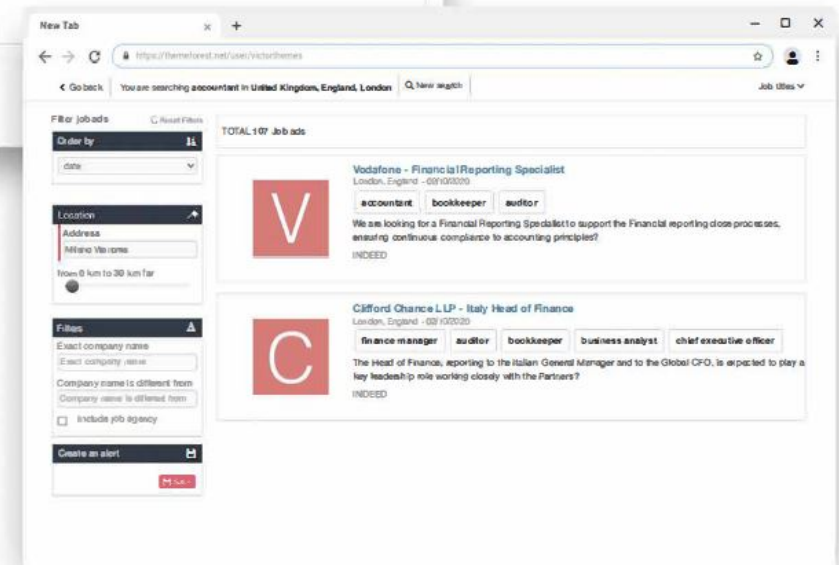 New Tab
https://themeforest.net/user/victorthemes
Go back You are searching accountant in United Kingdom, England, London New search Job titles
Filter job ads Reset Filters
Order by
date
Location
Address
Milano
from 0 km to 30 km far
Filters
Exact company name
Exact company name
Company name is different from
Company name is different from
include job agency
Create an alert
TOTAL 107 Job ads
V
Vodafone - Financial Reporting Specialist
London, England - 02/10/2020
accountant bookkeeper auditor
We are looking for a Financial Reporting Specialist to support the Financial reporting close processes,
ensuring continuous compliance to accounting principles?
INDEED
C
Clifford Chance LLP - Italy Head of Finance
London, England - 02/10/2020
finance manager auditor bookkeeper business analyst chief executive officer
The Head of Finance, reporting to the Italian General Manager and to the Global CFO, is expected to play a
key leadership role working closely with the Partners?
INDEED